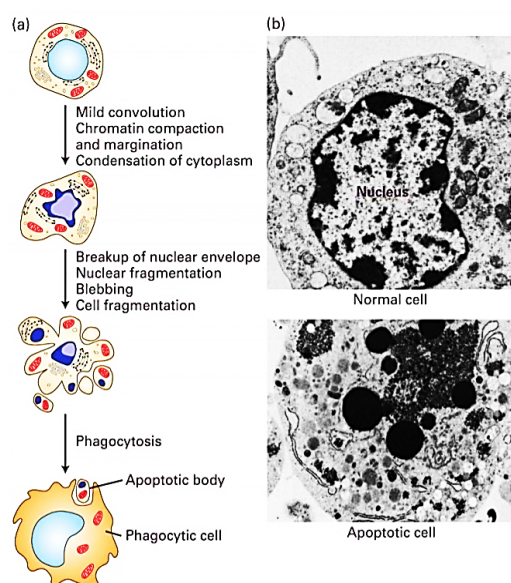 (a)
Mild convolution
Chromatin compaction
and margination
Condensation of cytoplasm
Breakup of nuclear envelope
Nuclear fragmentation
Blebbing
Cell fragmentation
Phagocytosis
Apoptotic body
Phagocytic cell
(b)
Nucleus
Normal cell
Apoptotic cell